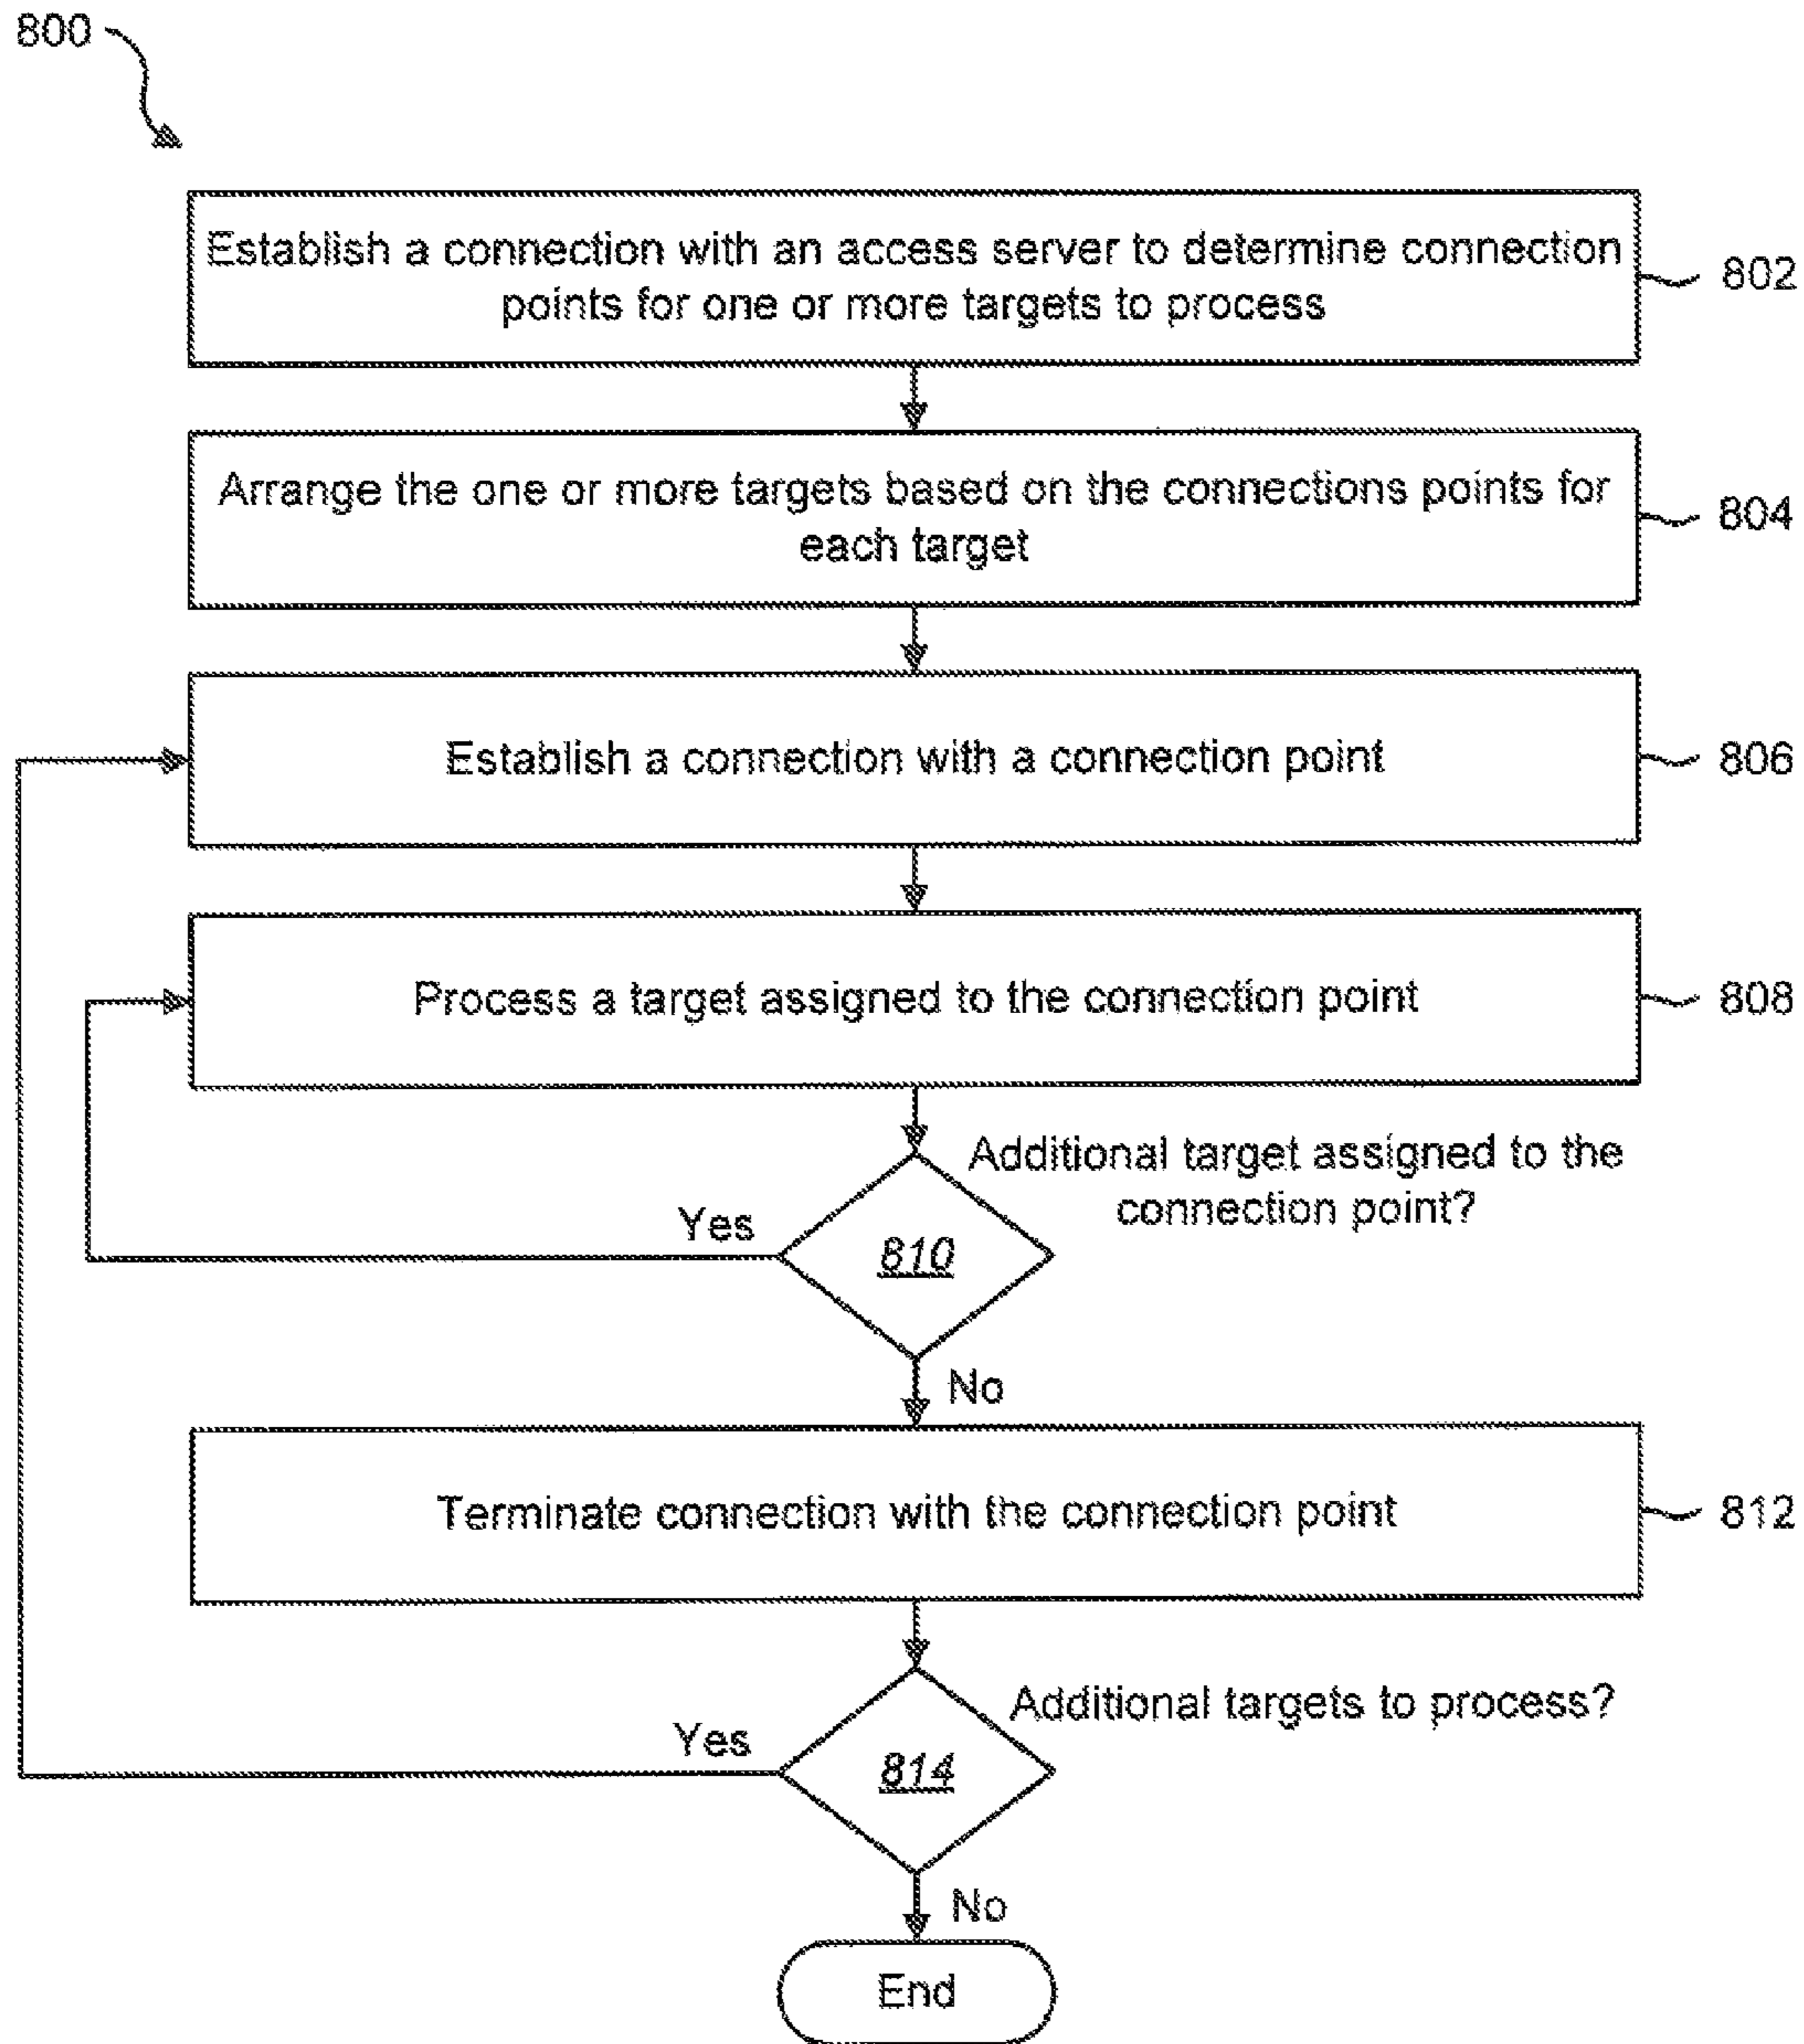 800
Establish a connection with an access server to determine connection
points for one or more targets to process
802
Arrange the one or more targets based on the connections points for
each target
804
Establish a connection with a connection point
806
Process a target assigned to the connection point
808
Additional target assigned to the
connection point?
Yes
810
No
Terminate connection with the connection point
812
Additional targets to process?
Yes
814
No
End